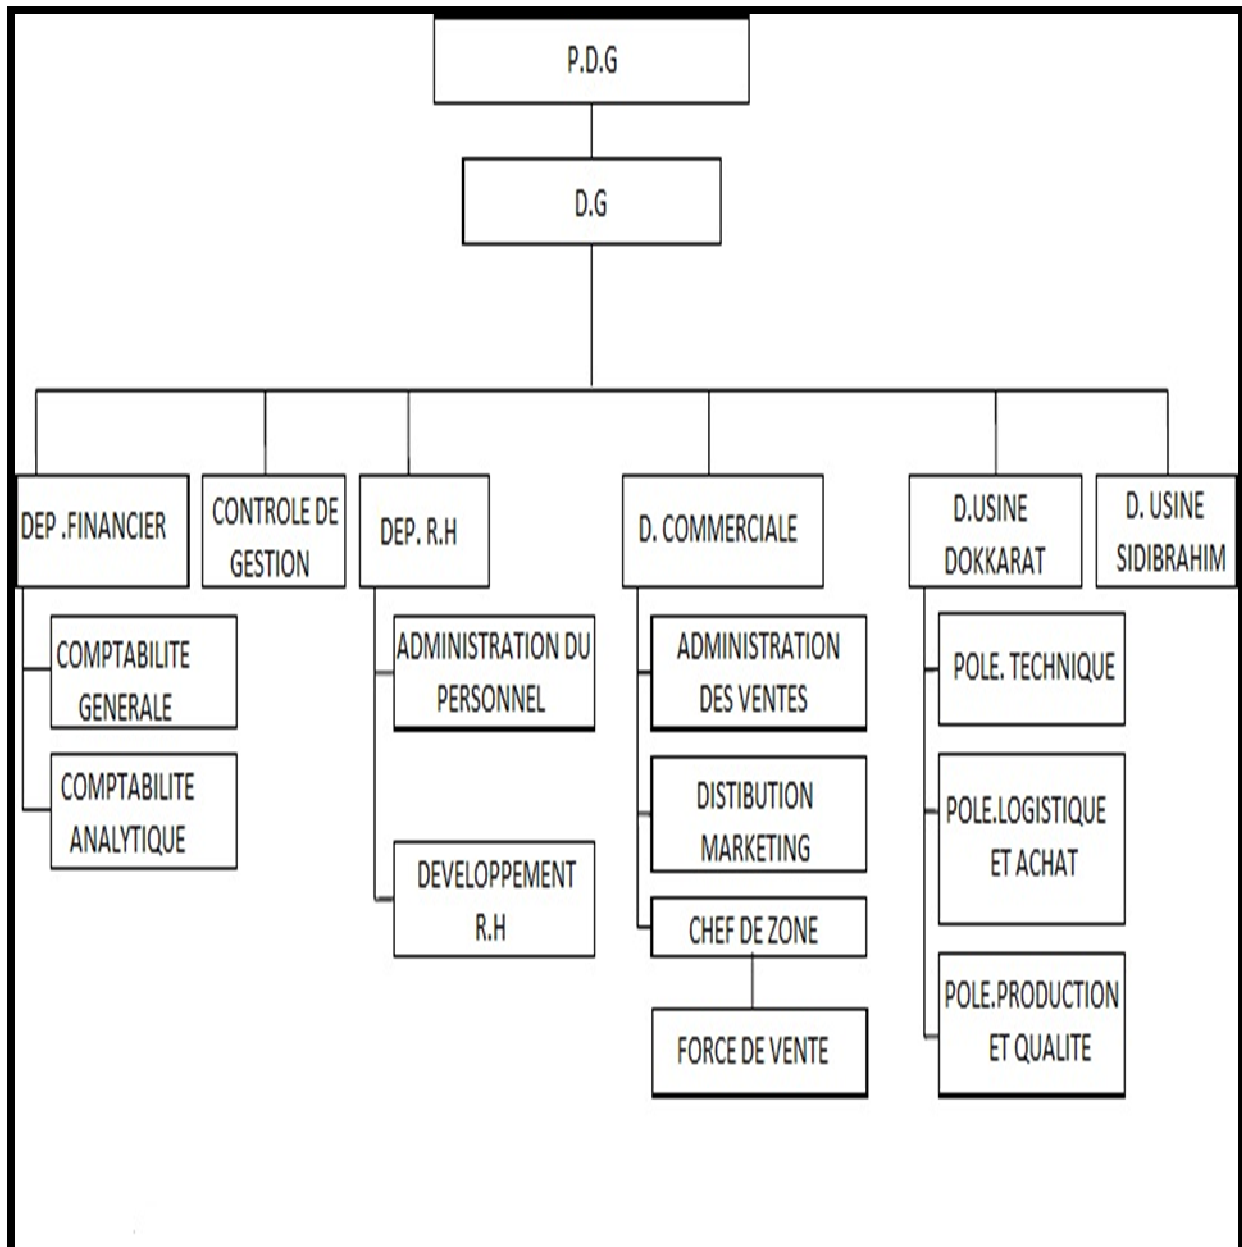 P.D.G
D.G
DEP .FINANCIER
CONTROLE DE
GESTION
DEP. R.H
D. COMMERCIALE
D.USINE
DOKKARAT
D. USINE
SIDIBRAHIM
COMPTABILITE
GENERALE
COMPTABILITE
ANALYTIQUE
ADMINISTRATION DU
PERSONNEL
DEVELOPPEMENT
R.H
ADMINISTRATION
DES VENTES
DISTIBUTION
MARKETING
CHEF DE ZONE
FORCE DE VENTE
POLE. TECHNIQUE
POLE.LOGISTIQUE
ET ACHAT
POLE.PRODUCTION
ET QUALITE